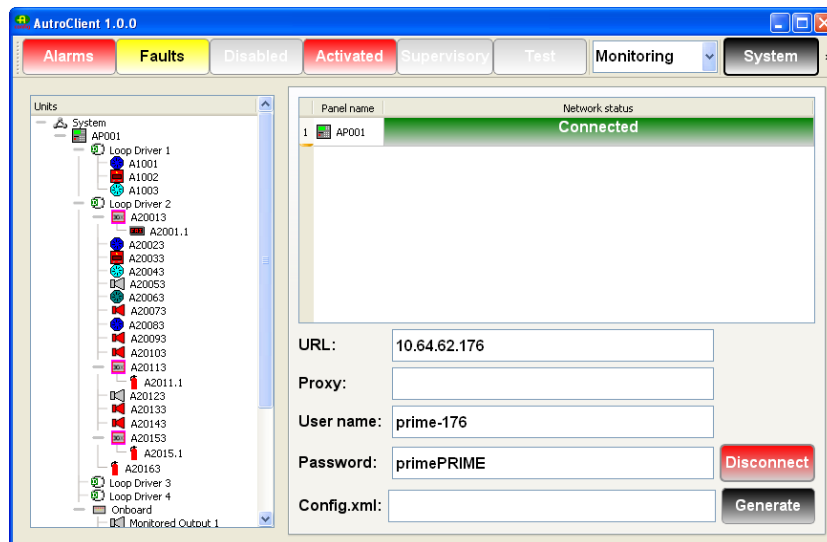 AutroClient 1.0.0
Alarms Faults Disabled Activated Supervisory Test Monitoring System
Units
System
AP001
Loop Driver 1
A1001
A1002
A1003
Loop Driver 2
A20013
A2001.1
A20023
A20033
A20043
A20053
A20063
A20073
A20083
A20093
A20103
A20113
A2011.1
A20123
A20133
A20143
A20153
A2015.1
A20163
Loop Driver 3
Loop Driver 4
Onboard
Monitored Output 1
Panel name Network status
1 AP001 Connected
URL: 10.64.62.176
Proxy:
User name: prime-176
Password: primePRIME Disconnect
Config.xml: Generate